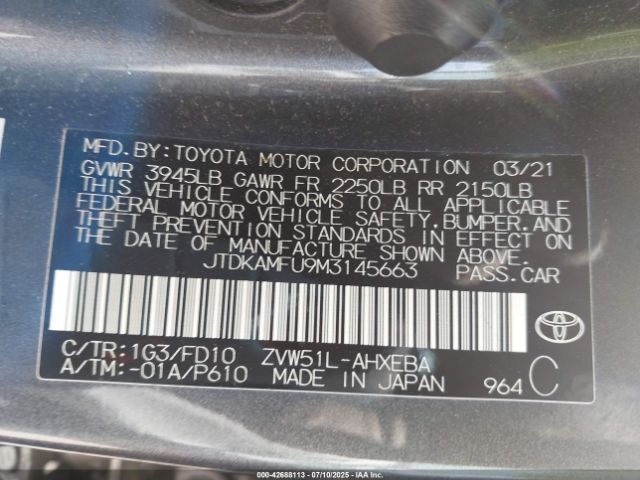 MFD. BY: TOYOTA MOTOR CORPORATION 03/21
GVWR 3945LB GAWR FR 2250LB RR 2150LB
THIS VEHICLE CONFORMS TO ALL APPLICABLE
FEDERAL MOTOR VEHICLE SAFETY, BUMPER, AND
THEFT PREVENTION STANDARDS IN EFFECT ON
THE DATE OF MANUFACTURE SHOWN ABOVE.
JTDKAMFU9M3145663 PASS. CAR
C/TR: 1G3/FD10 ZVW51L-AHXEBA
A/TM: -01A/P610 MADE IN JAPAN 964 C
000-42688113 07/10/2025 IAAI.COM